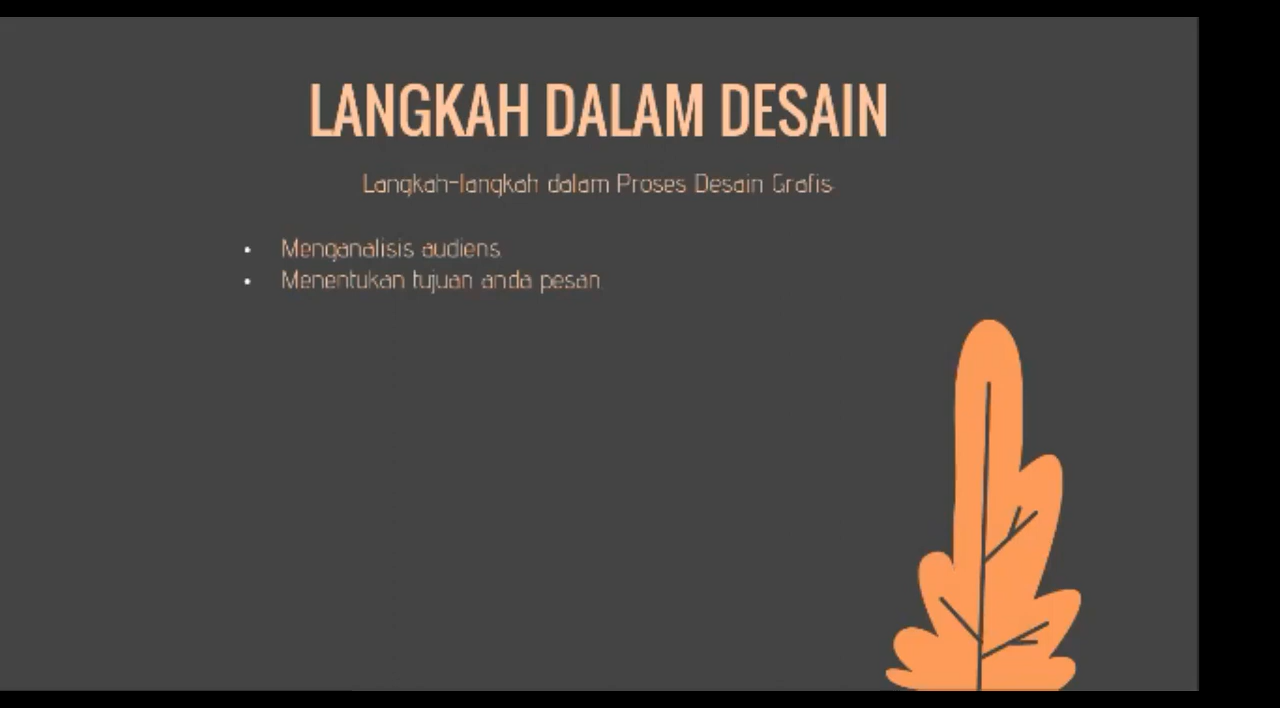 LANGKAH DALAM DESAIN
Langkah-langkah dalam Proses Desain Grafis
• Menganalisis audiens
• Menentukan tujuan anda pesan